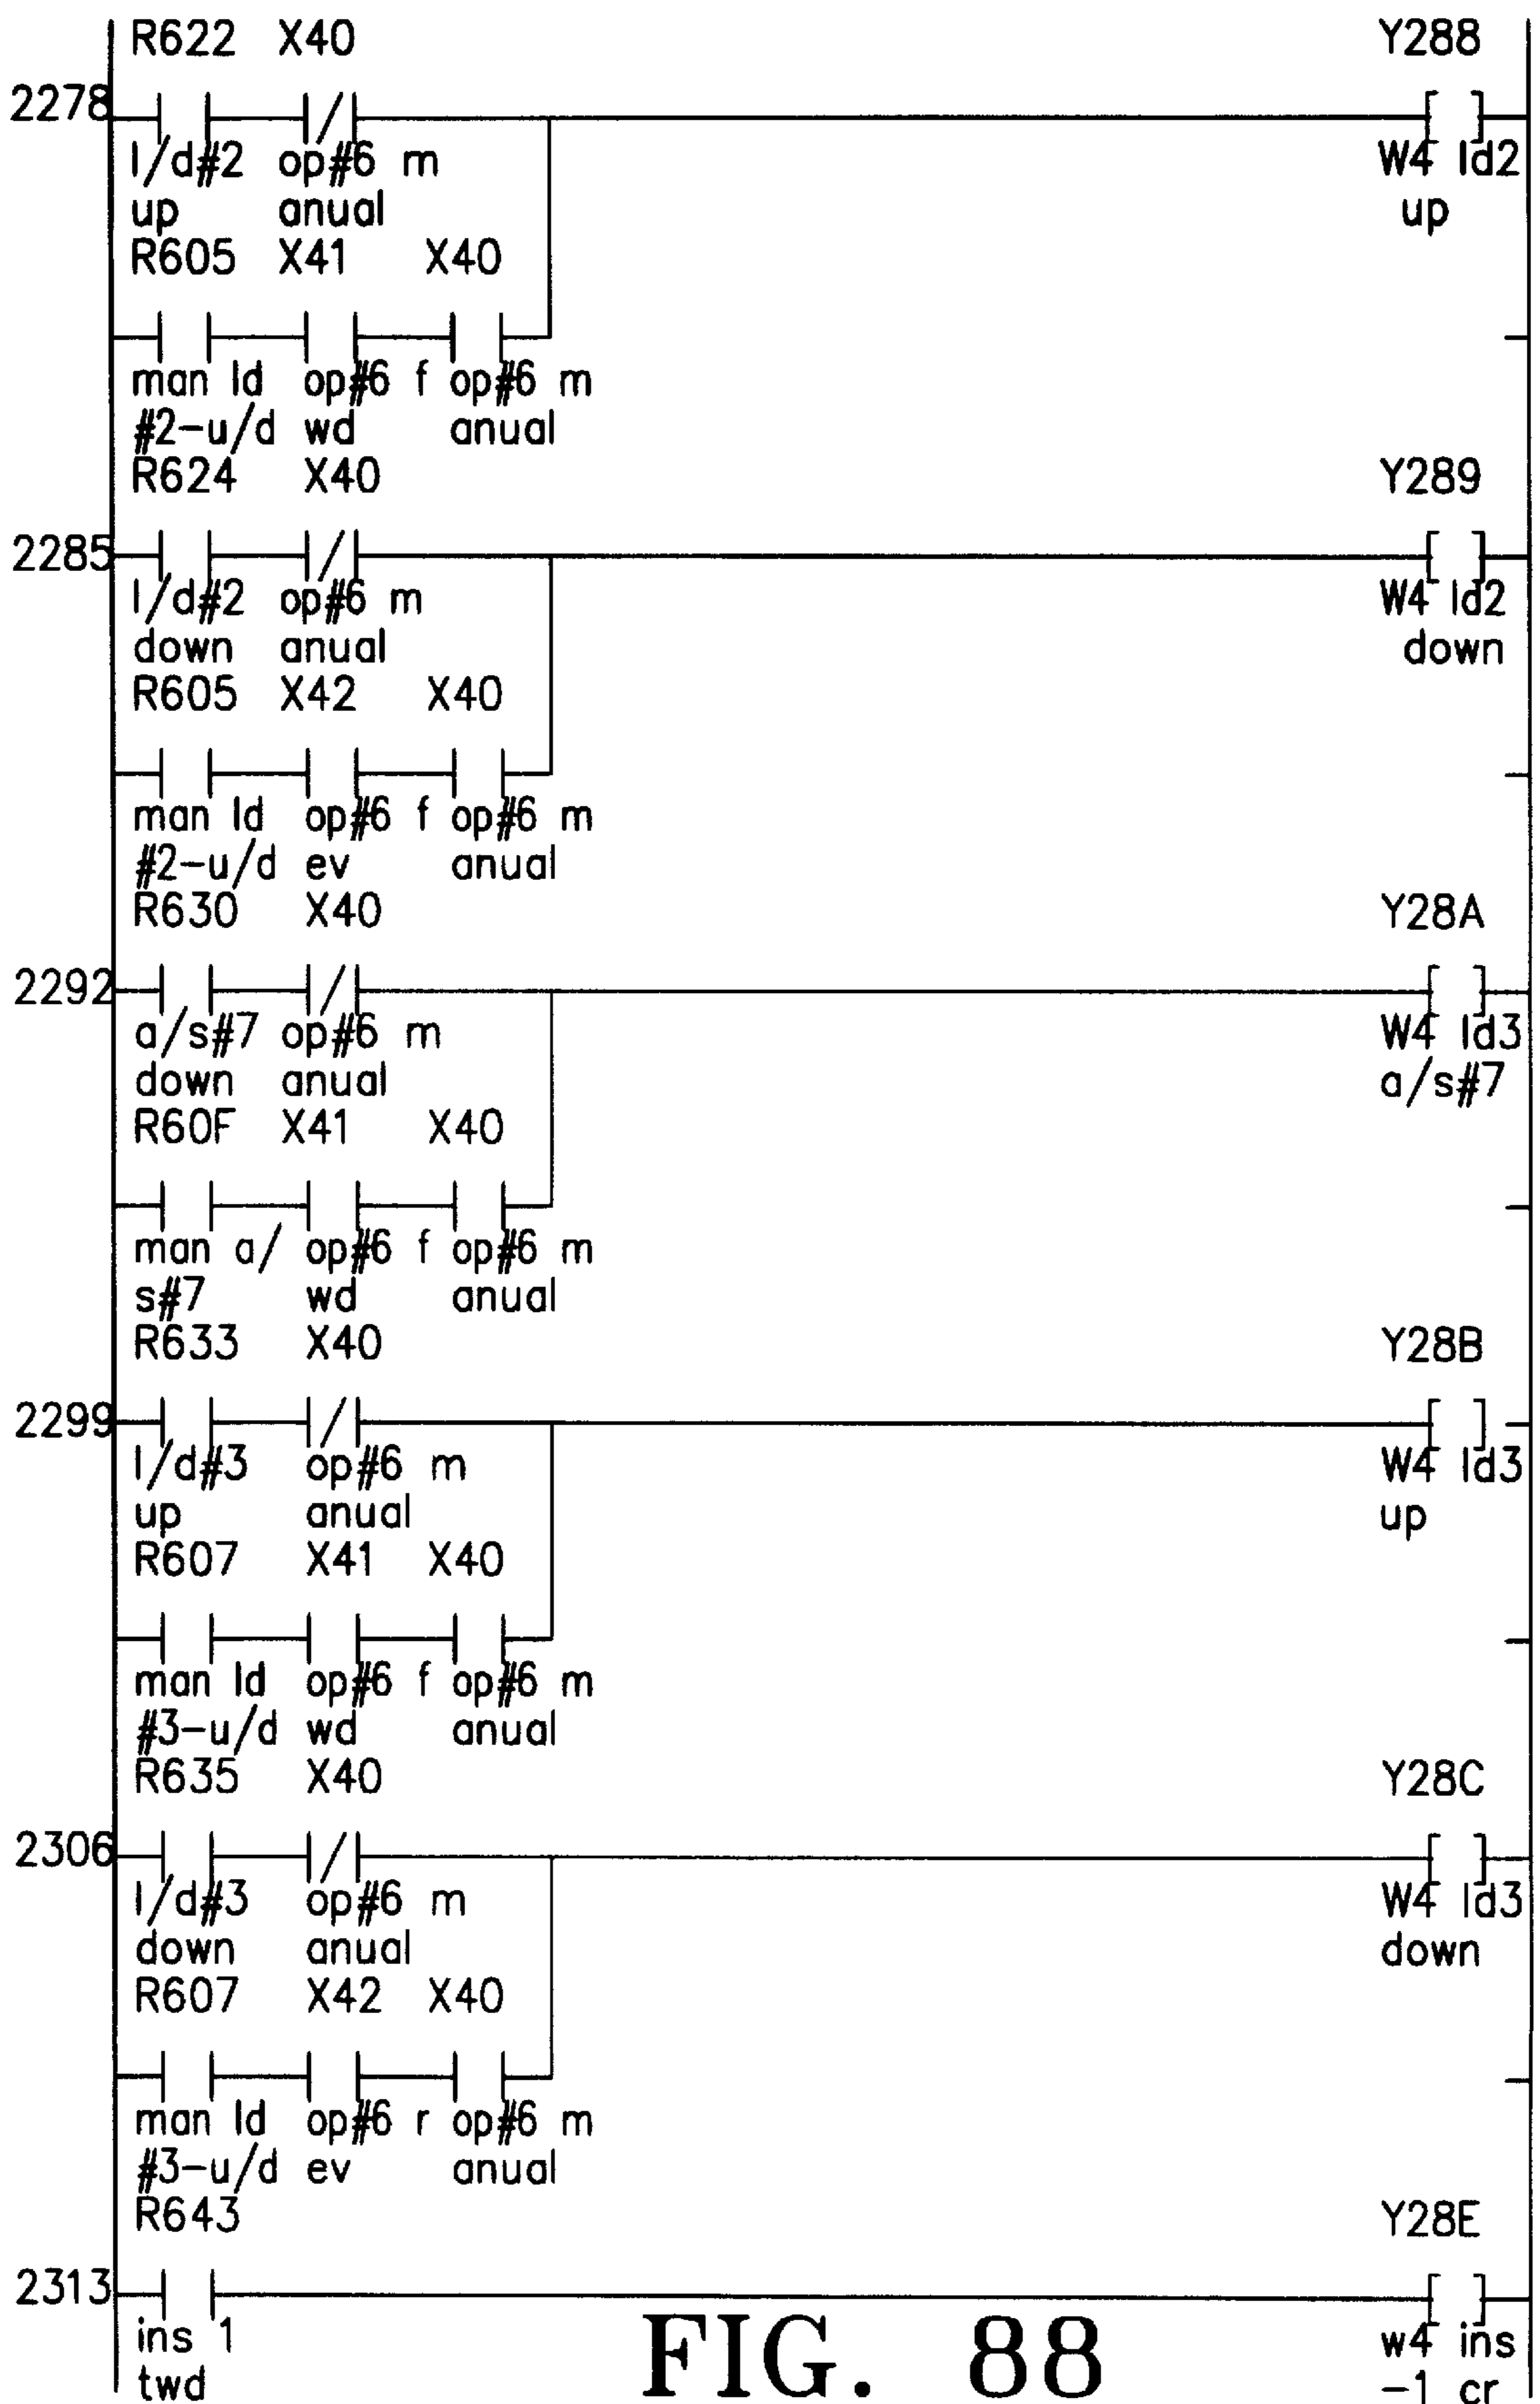 R622 X40 Y288
2278
l/d#2 op#6 m W4 ld2
up anual up
R605 X41 X40
man ld op#6 f op#6 m
#2-u/d wd anual
R624 X40 Y289
2285
l/d#2 op#6 m W4 ld2
down anual down
R605 X42 X40
man ld op#6 f op#6 m
#2-u/d ev anual
R630 X40 Y28A
2292
a/s#7 op#6 m W4 ld3
down anual a/s#7
R60F X41 X40
man a/ op#6 f op#6 m
s#7 wd anual
R633 X40 Y28B
2299
l/d#3 op#6 m W4 ld3
up anual up
R607 X41 X40
man ld op#6 f op#6 m
#3-u/d wd anual
R635 X40 Y28C
2306
l/d#3 op#6 m W4 ld3
down anual down
R607 X42 X40
man ld op#6 r op#6 m
#3-u/d ev anual
R643 Y28E
2313
ins 1 w4 ins
twd -1 cr
FIG. 88